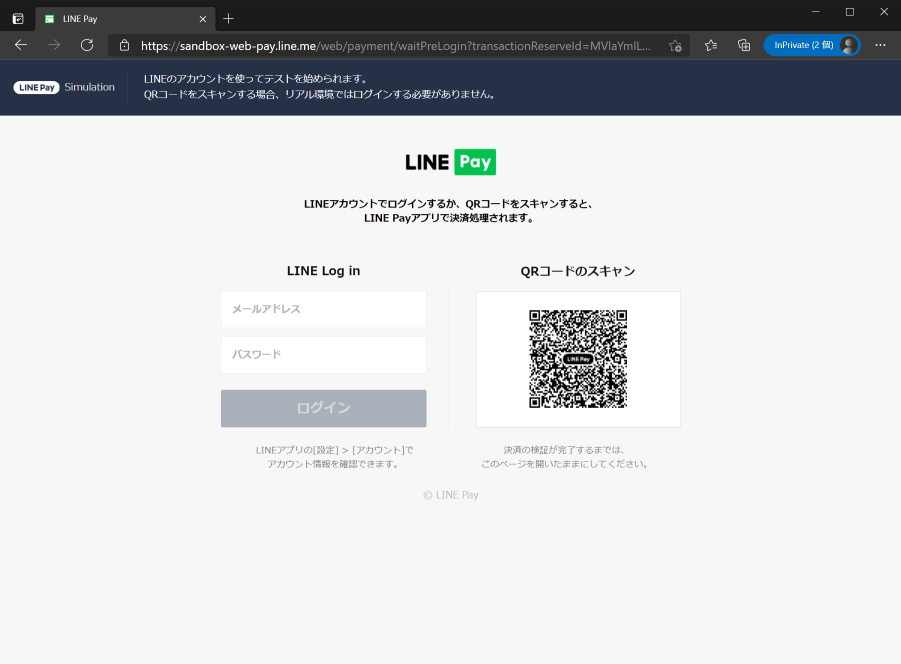 LINE Pay
https://sandbox-web-pay.line.me/web/payment/waitPreLogin?transactionReserveId=MVlaYmlL...
InPrivate (2 個)
LINE Pay Simulation
LINEのアカウントを使ってテストを始められます。
QRコードをスキャンする場合、リアル環境ではログインする必要がありません。
LINE Pay
LINEアカウントでログインするか、QRコードをスキャンすると、
LINE Payアプリで決済処理されます。
LINE Log in
メールアドレス
パスワード
ログイン
LINEアプリの[設定] > [アカウント]で
アカウント情報を確認できます。
QRコードのスキャン
LINE Pay
決済の検証が完了するまでは、
このページを開いたままにしてください。
© LINE Pay